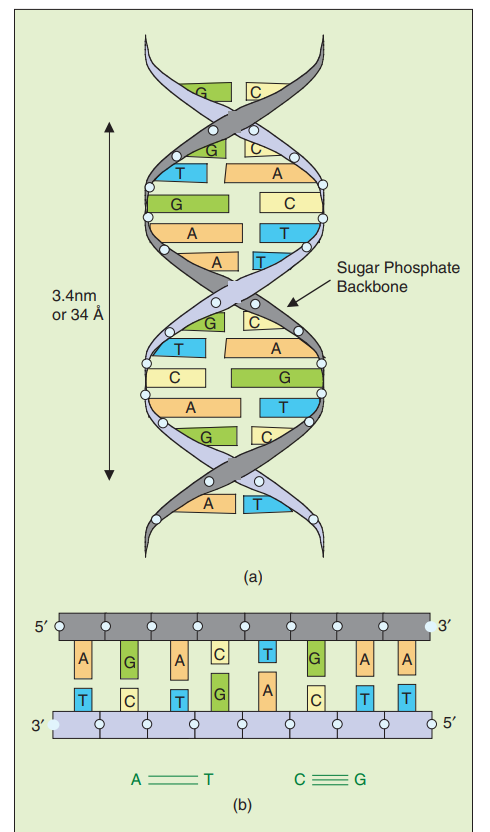 G C
G C
T A
G C
A T
A T
Sugar Phosphate
Backbone
3.4nm
or 34 Å
G C
T A
C G
A T
G C
A T
(a)
5′ 3′
A G A C T G A A
T C T G A C T T
3′ 5′
A T C G
(b)